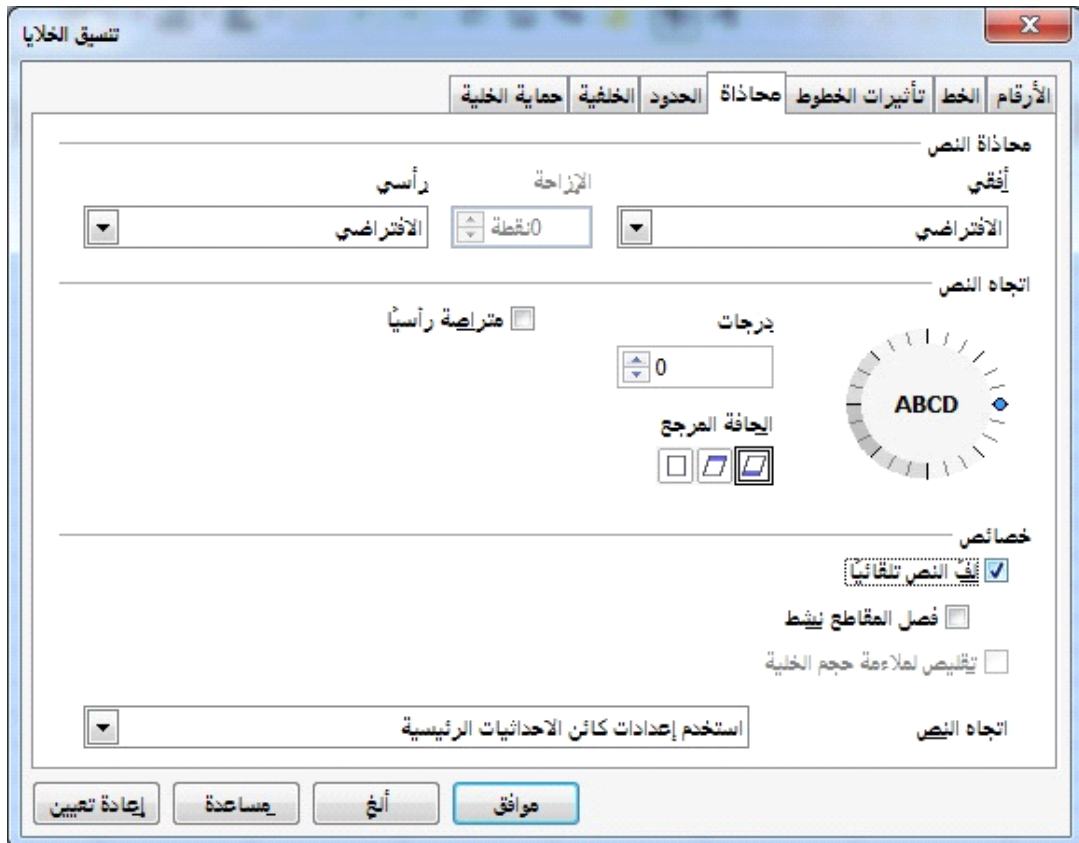 تنسيق الخلايا
الأرقام الخط تأثيرات الخطوط محاذاة الحدود الخلفية حماية الخلية
محاذاة النص
أفقي الإزاحة رأسي
الافتراضي 0نقطة الافتراضي
اتجاه النص
درجات متراصة رأسيًا
0
ABCD
الحافة المرجع
خصائص
لفّ النص تلقائيًا
فصل المقاطع نشط
تقليص لملاءمة حجم الخلية
اتجاه النص استخدم إعدادات كائن الاحداثيات الرئيسية
موافق ألغ مساعدة إعادة تعيين